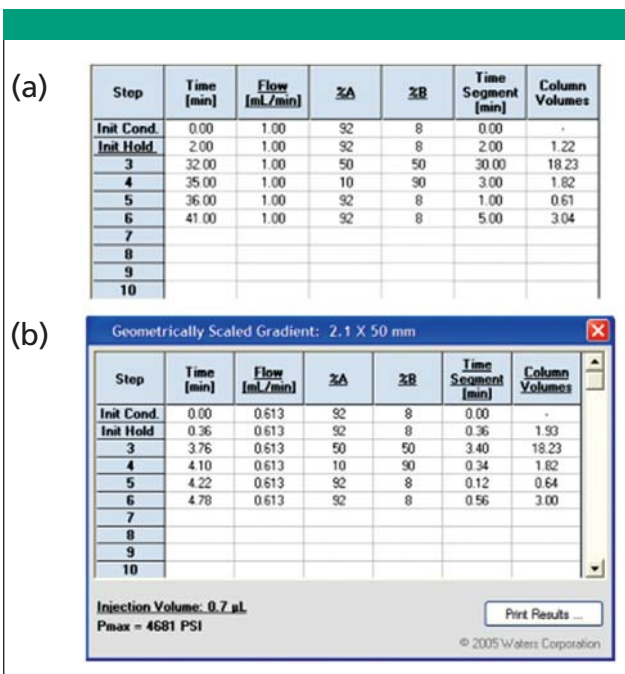 (a)
Step Time [min] Flow [mL/min] %A %B Time Segment [min] Column Volumes
Init Cond. 0.00 1.00 92 8 0.00 -
Init Hold 2.00 1.00 92 8 2.00 1.22
3 32.00 1.00 50 50 30.00 18.23
4 35.00 1.00 10 90 3.00 1.82
5 36.00 1.00 92 8 1.00 0.61
6 41.00 1.00 92 8 5.00 3.04
7
8
9
10
(b)
Geometrically Scaled Gradient: 2.1 X 50 mm
Step Time [min] Flow [mL/min] %A %B Time Segment [min] Column Volumes
Init Cond. 0.00 0.613 92 8 0.00 -
Init Hold 0.36 0.613 92 8 0.36 1.93
3 3.76 0.613 50 50 3.40 18.23
4 4.10 0.613 10 90 0.34 1.82
5 4.22 0.613 92 8 0.12 0.64
6 4.78 0.613 92 8 0.56 3.00
7
8
9
10
Injection Volume: 0.7 µL
Print Results ...
Pmax = 4681 PSI
© 2005 Waters Corporation